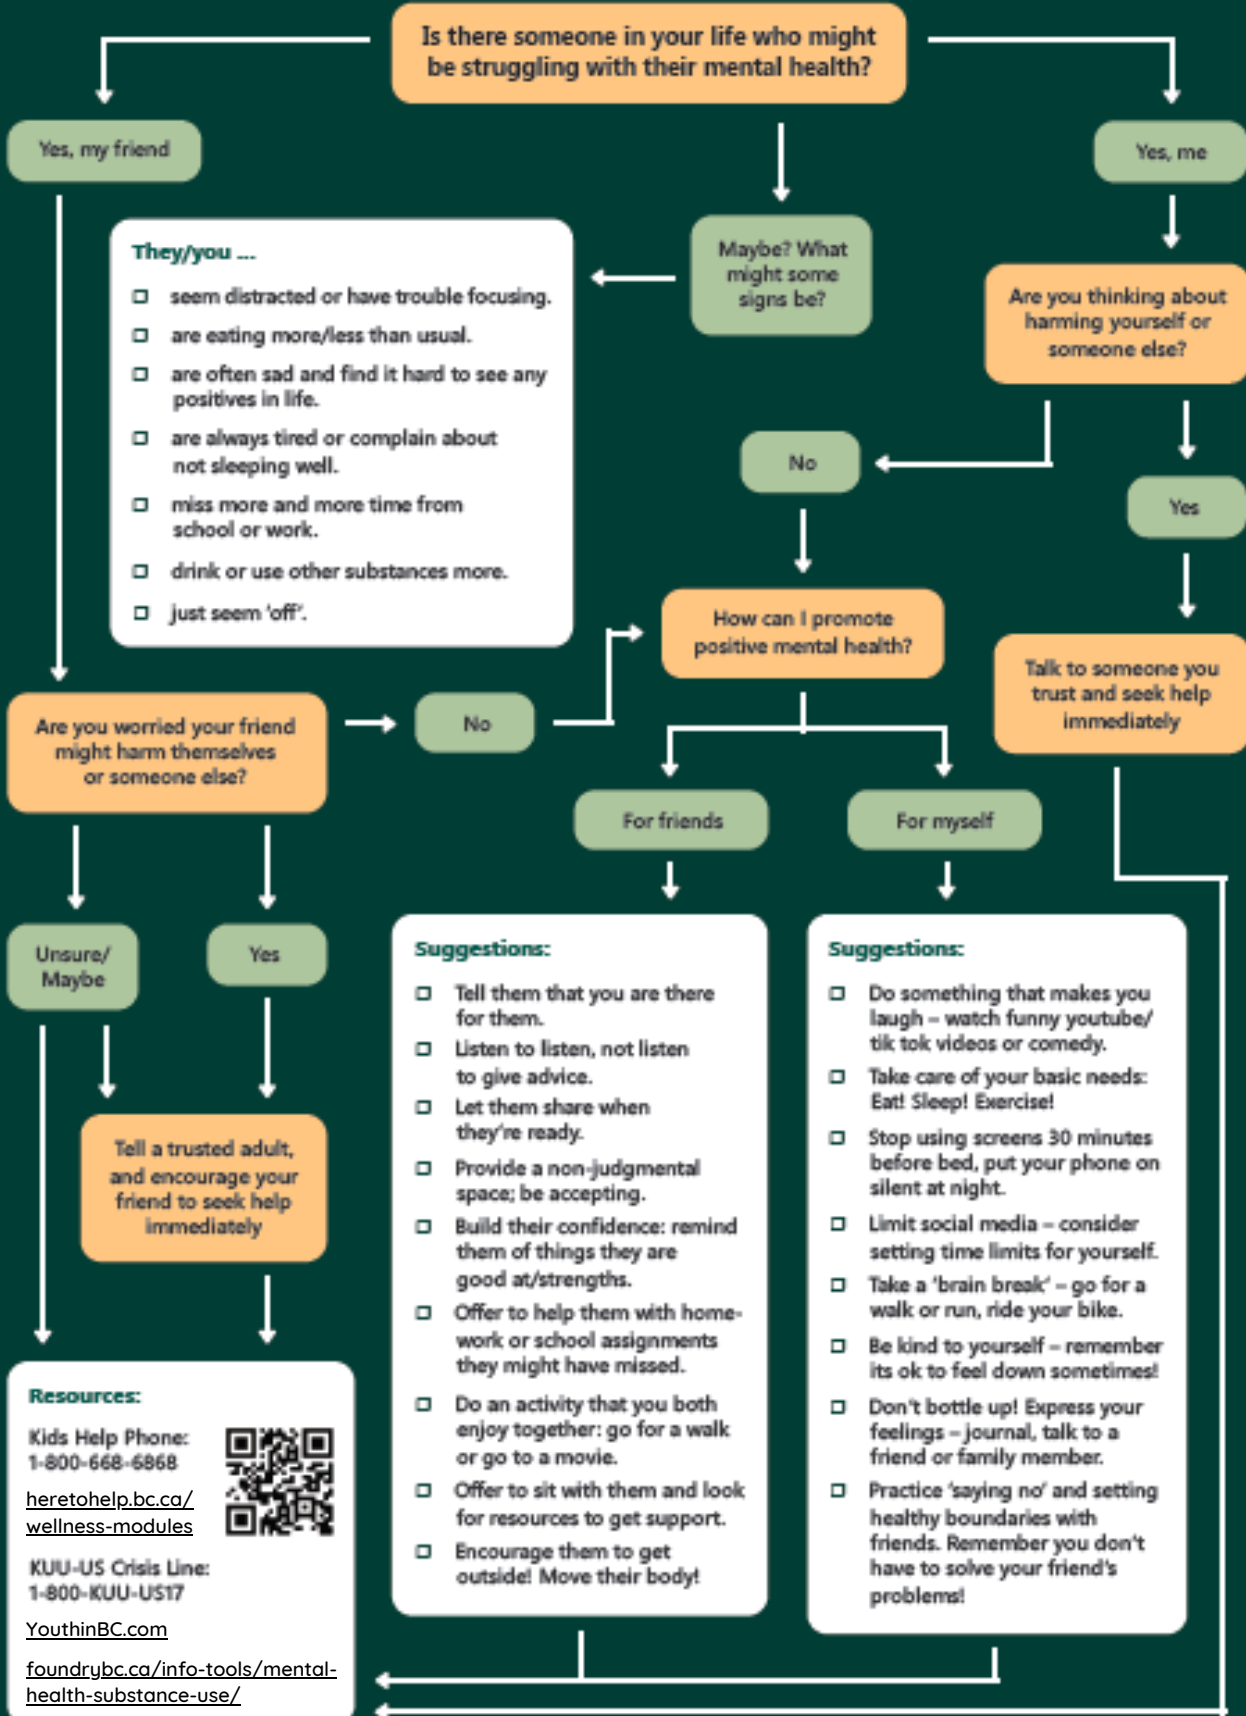 Is there someone in your life who might
be struggling with their mental health?
Yes, my friend
Yes, me
They/you ...
seem distracted or have trouble focusing.
are eating more/less than usual.
are often sad and find it hard to see any
positives in life.
are always tired or complain about
not sleeping well.
miss more and more time from
school or work.
drink or use other substances more.
just seem ‘off’.
Maybe? What
might some
signs be?
Are you thinking about
harming yourself or
someone else?
No
Yes
How can I promote
positive mental health?
Talk to someone you
trust and seek help
immediately
Are you worried your friend
might harm themselves
or someone else?
No
For friends
For myself
Unsure/
Maybe
Yes
Tell a trusted adult,
and encourage your
friend to seek help
immediately
Suggestions:
Tell them that you are there
for them.
Listen to listen, not listen
to give advice.
Let them share when
they’re ready.
Provide a non-judgmental
space; be accepting.
Build their confidence: remind
them of things they are
good at/strengths.
Offer to help them with home-
work or school assignments
they might have missed.
Do an activity that you both
enjoy together: go for a walk
or go to a movie.
Offer to sit with them and look
for resources to get support.
Encourage them to get
outside! Move their body!
Suggestions:
Do something that makes you
laugh – watch funny youtube/
tik tok videos or comedy.
Take care of your basic needs:
Eat! Sleep! Exercise!
Stop using screens 30 minutes
before bed, put your phone on
silent at night.
Limit social media – consider
setting time limits for yourself.
Take a ‘brain break’ – go for a
walk or run, ride your bike.
Be kind to yourself – remember
its ok to feel down sometimes!
Don’t bottle up! Express your
feelings – journal, talk to a
friend or family member.
Practice ‘saying no’ and setting
healthy boundaries with
friends. Remember you don’t
have to solve your friend’s
problems!
Resources:
Kids Help Phone:
1-800-668-6868
heretohelp.bc.ca/
wellness-modules
KUU-US Crisis Line:
1-800-KUU-US17
YouthinBC.com
foundrybc.ca/info-tools/mental-
health-substance-use/